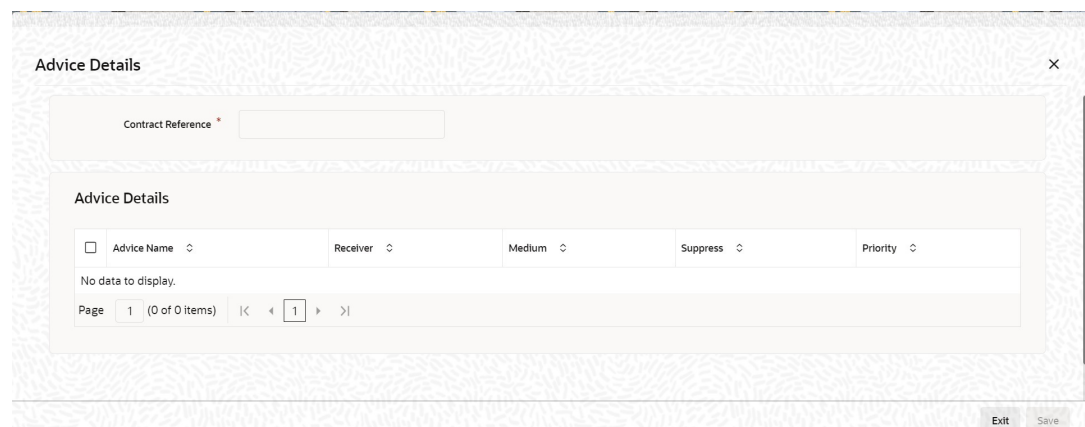 Advice Details
Contract Reference *
Advice Details
Advice Name Receiver Medium Suppress Priority
No data to display.
Page 1 (0 of 0 items) 1
Exit Save